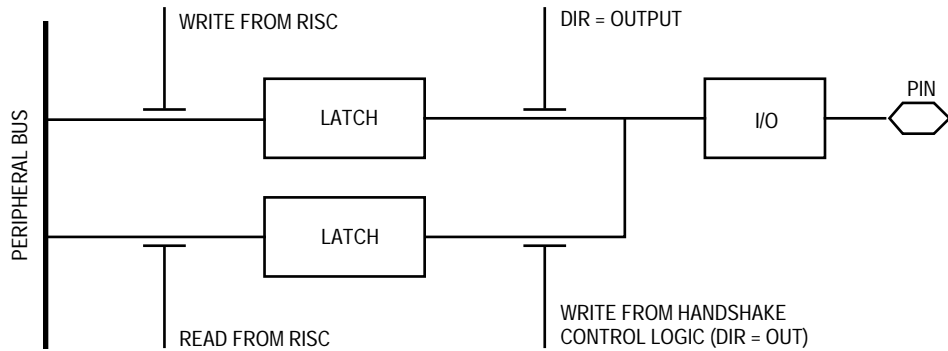 WRITE FROM RISC
DIR = OUTPUT
PERIPHERAL BUS
LATCH
I/O
PIN
LATCH
READ FROM RISC
WRITE FROM HANDSHAKE
CONTROL LOGIC (DIR = OUT)